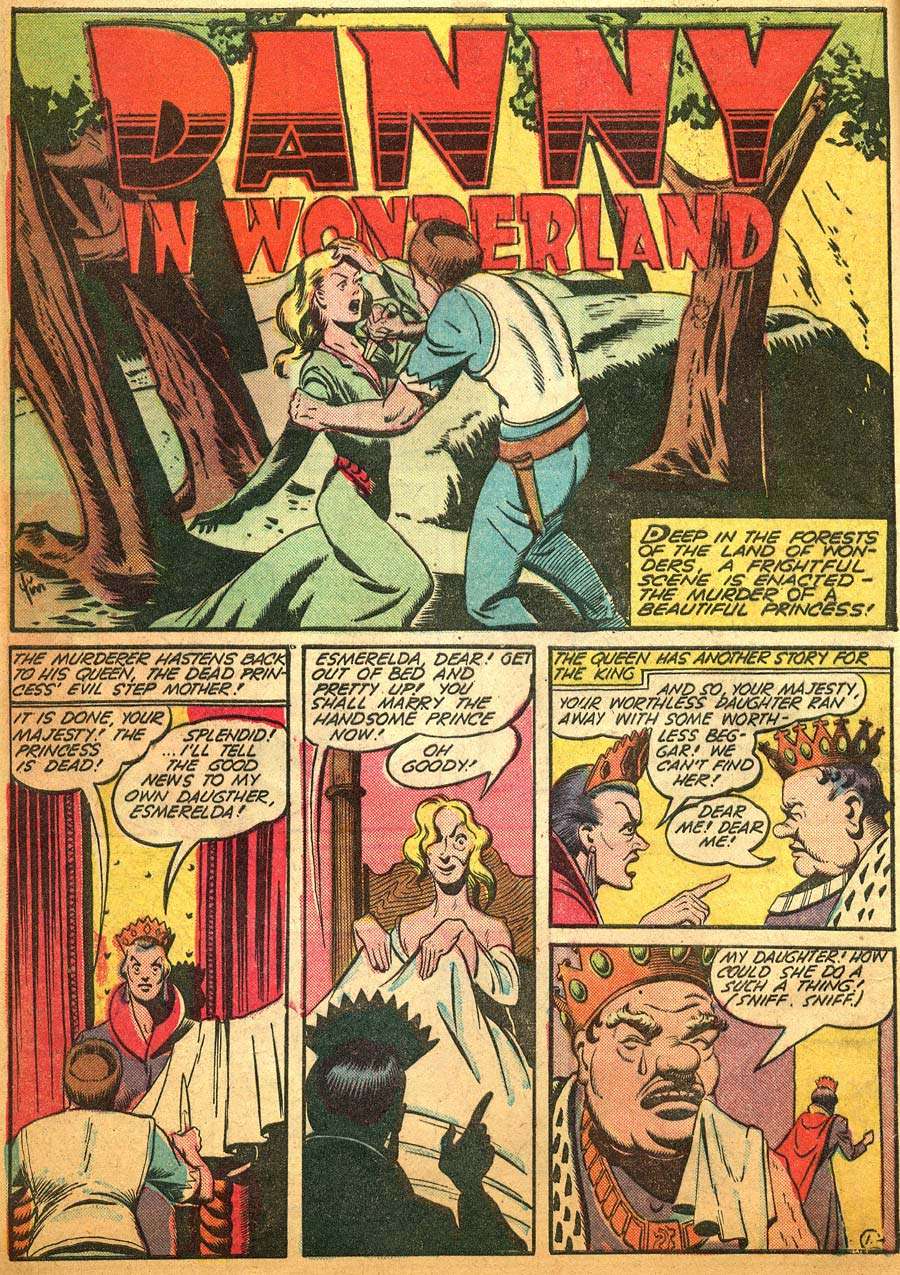 DANNY
IN WONDERLAND
DEEP IN THE FORESTS
OF THE LAND OF WON-
DERS, A FRIGHTFUL
SCENE IS ENACTED -
THE MURDER OF A
BEAUTIFUL PRINCESS!
THE MURDERER HASTENS BACK
TO HIS QUEEN, THE DEAD PRIN-
CESS' EVIL STEP MOTHER!
IT IS DONE, YOUR
MAJESTY! THE
PRINCESS
IS DEAD!
SPLENDID!
...I'LL TELL
THE GOOD
NEWS TO MY
OWN DAUGTHER,
ESMERELDA!
ESMERELDA, DEAR! GET
OUT OF BED AND
PRETTY UP! YOU
SHALL MARRY THE
HANDSOME PRINCE
NOW!
OH
GOODY!
THE QUEEN HAS ANOTHER STORY FOR
THE KING
AND SO, YOUR MAJESTY,
YOUR WORTHLESS DAUGHTER RAN
AWAY WITH SOME WORTH-
LESS BEG-
GAR! WE
CAN'T FIND
HER!
DEAR
ME! DEAR
ME!
MY DAUGHTER! HOW
COULD SHE DO A
SUCH A THING!
(SNIFF. SNIFF.)
1